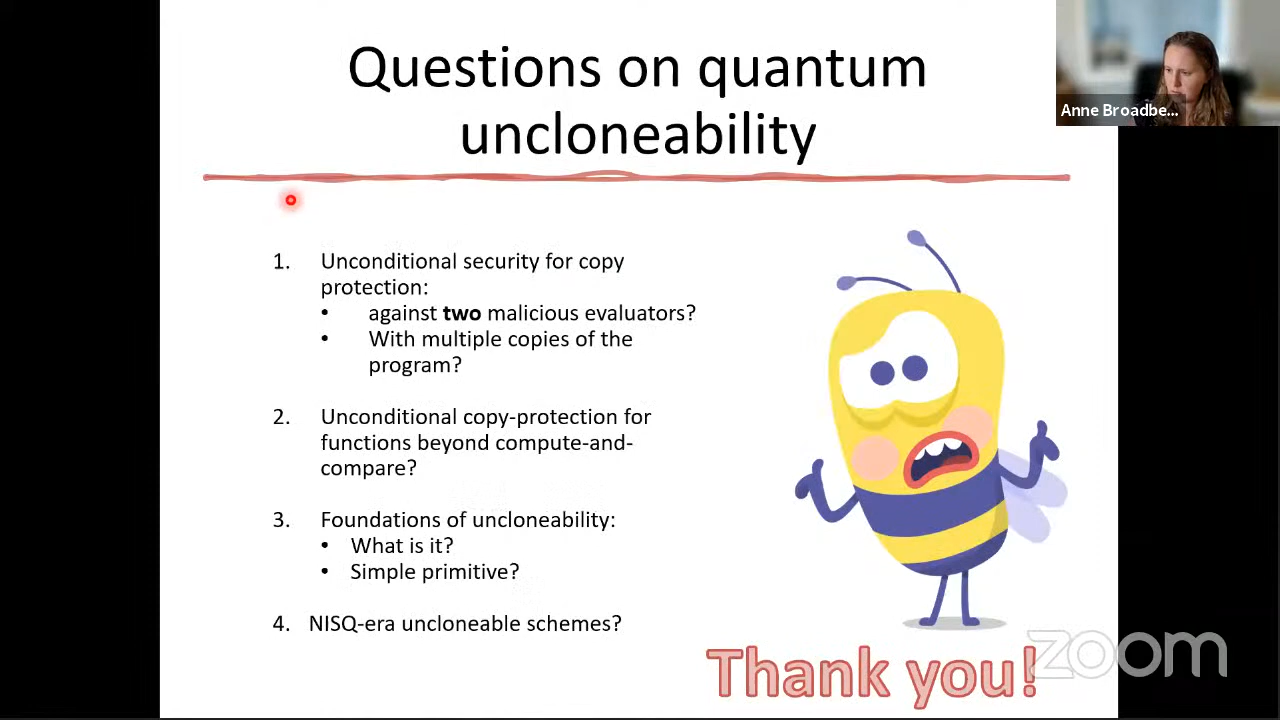 Questions on quantum
uncloneability
Anne Broadbe...
1. Unconditional security for copy
protection:
• against two malicious evaluators?
• With multiple copies of the
program?
2. Unconditional copy-protection for
functions beyond compute-and-
compare?
3. Foundations of uncloneability:
• What is it?
• Simple primitive?
4. NISQ-era uncloneable schemes?
Thank you!
zoom